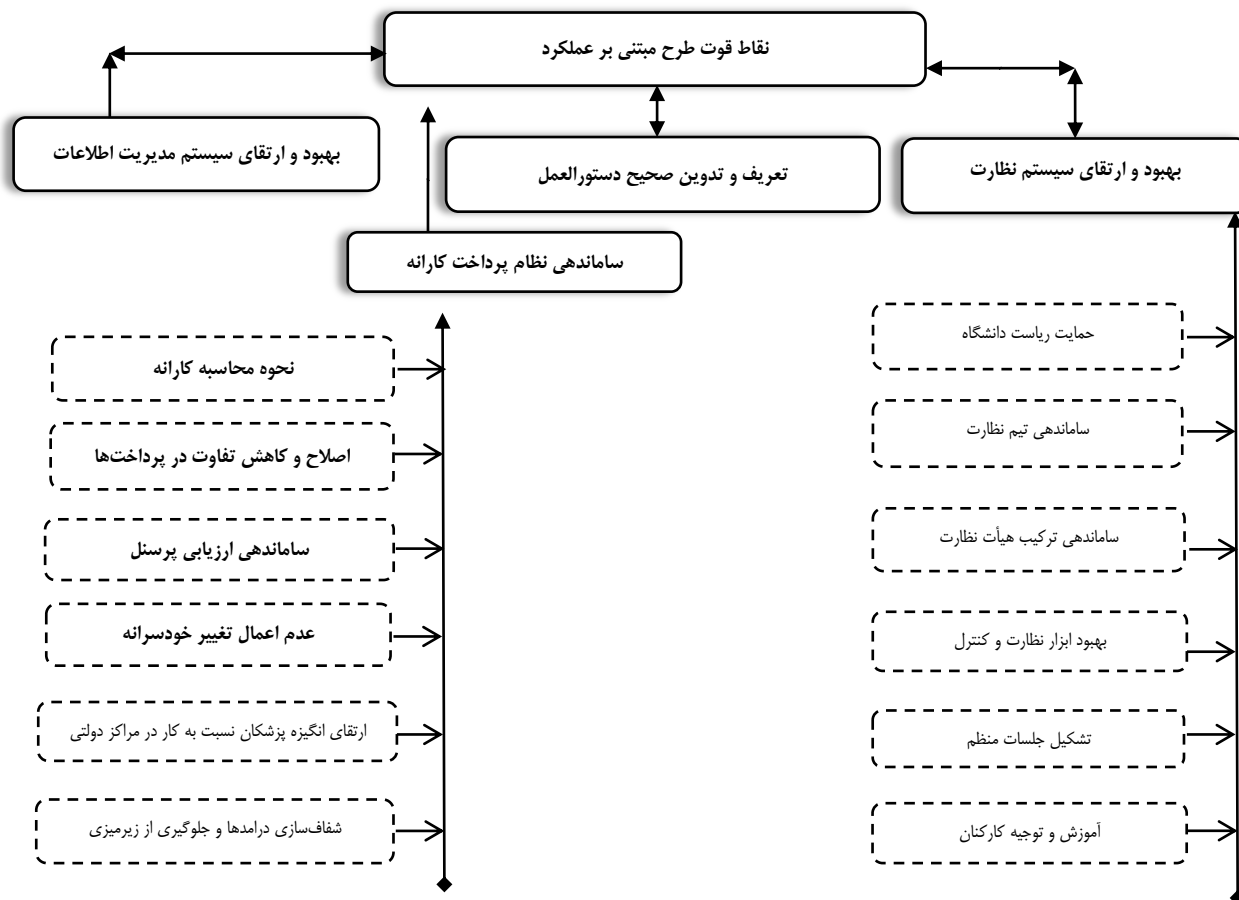 نقاط قوت طرح مبتنی بر عملکرد
بهبود و ارتقای سیستم نظارت
تعریف و تدوین صحیح دستورالعمل
بهبود و ارتقای سیستم مدیریت اطلاعات
ساماندهی نظام پرداخت کارانه
حمایت ریاست دانشگاه
ساماندهی تیم نظارت
ساماندهی ترکیب هیأت نظارت
بهبود ابزار نظارت و کنترل
تشکیل جلسات منظم
آموزش و توجیه کارکنان
نحوه محاسبه کارانه
اصلاح و کاهش تفاوت در پرداخت‌ها
ساماندهی ارزیابی پرسنل
عدم اعمال تغییر خودسرانه
ارتقای انگیزه پزشکان نسبت به کار در مراکز دولتی
شفاف‌سازی درامدها و جلوگیری از زیرمیزی